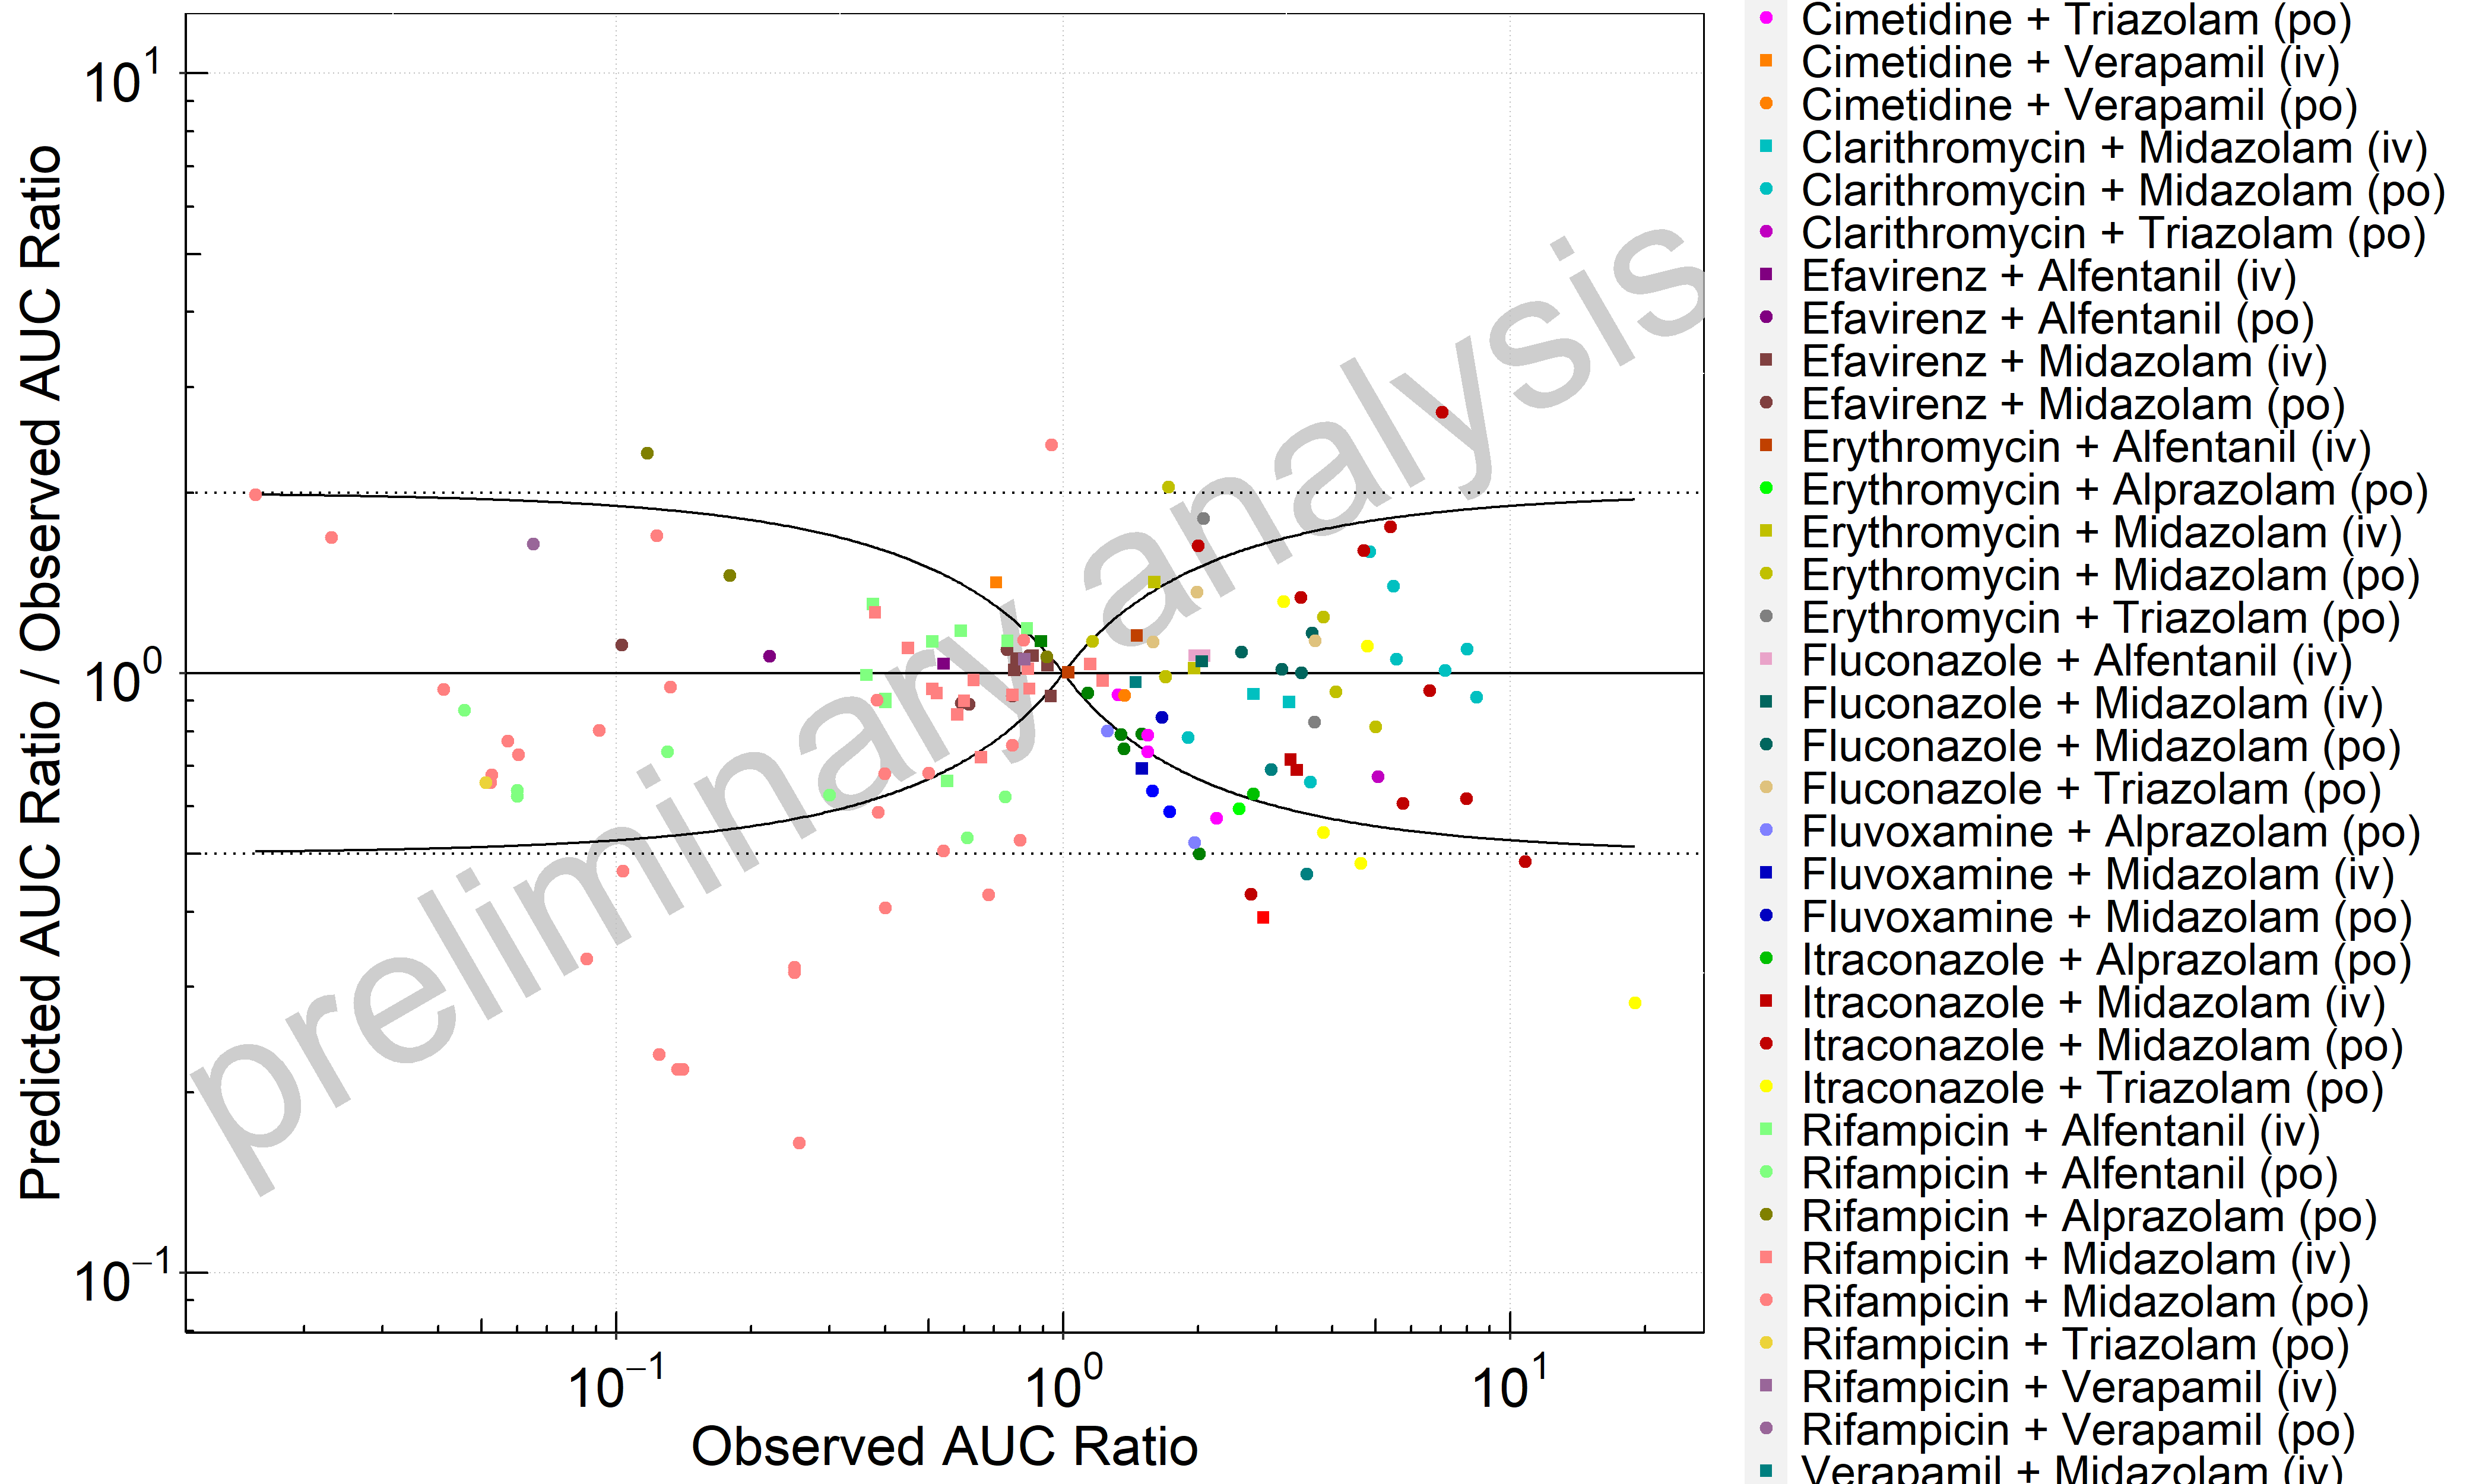 Predicted AUC Ratio / Observed AUC Ratio
10¹
10⁰
10⁻¹
preliminary analysis
10⁻¹
10⁰
10¹
Observed AUC Ratio
Cimetidine + Triazolam (po)
Cimetidine + Verapamil (iv)
Cimetidine + Verapamil (po)
Clarithromycin + Midazolam (iv)
Clarithromycin + Midazolam (po)
Clarithromycin + Triazolam (po)
Efavirenz + Alfentanil (iv)
Efavirenz + Alfentanil (po)
Efavirenz + Midazolam (iv)
Efavirenz + Midazolam (po)
Erythromycin + Alfentanil (iv)
Erythromycin + Alprazolam (po)
Erythromycin + Midazolam (iv)
Erythromycin + Midazolam (po)
Erythromycin + Triazolam (po)
Fluconazole + Alfentanil (iv)
Fluconazole + Midazolam (iv)
Fluconazole + Midazolam (po)
Fluconazole + Triazolam (po)
Fluvoxamine + Alprazolam (po)
Fluvoxamine + Midazolam (iv)
Fluvoxamine + Midazolam (po)
Itraconazole + Alprazolam (po)
Itraconazole + Midazolam (iv)
Itraconazole + Midazolam (po)
Itraconazole + Triazolam (po)
Rifampicin + Alfentanil (iv)
Rifampicin + Alfentanil (po)
Rifampicin + Alprazolam (po)
Rifampicin + Midazolam (iv)
Rifampicin + Midazolam (po)
Rifampicin + Triazolam (po)
Rifampicin + Verapamil (iv)
Rifampicin + Verapamil (po)
Verapamil + Midazolam (iv)